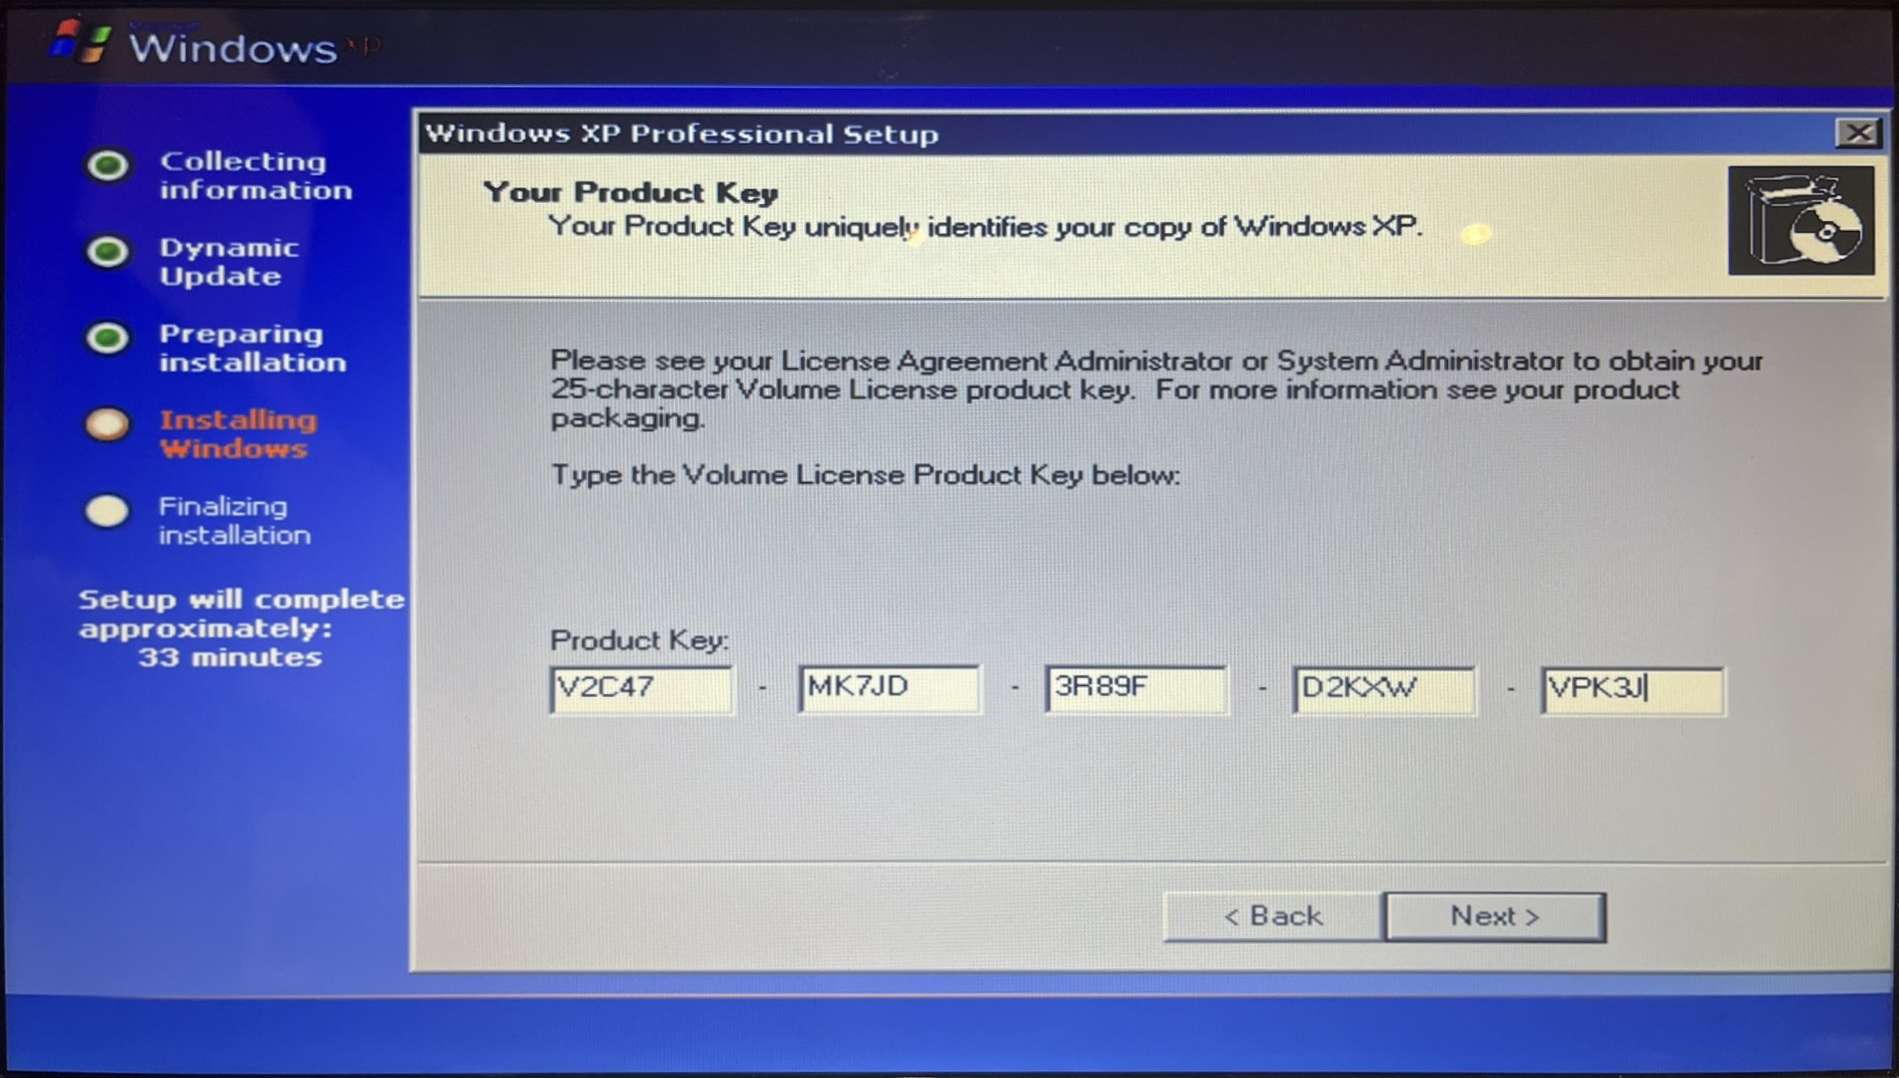 Windows xp
Collecting
information
Dynamic
Update
Preparing
installation
Installing
Windows
Finalizing
installation
Setup will complete
approximately:
33 minutes
Windows XP Professional Setup
Your Product Key
Your Product Key uniquely identifies your copy of Windows XP.
Please see your License Agreement Administrator or System Administrator to obtain your
25-character Volume License product key. For more information see your product
packaging.
Type the Volume License Product Key below:
Product Key:
V2C47 - MK7JD - 3R89F - D2KXW - VPK3J
< Back Next >